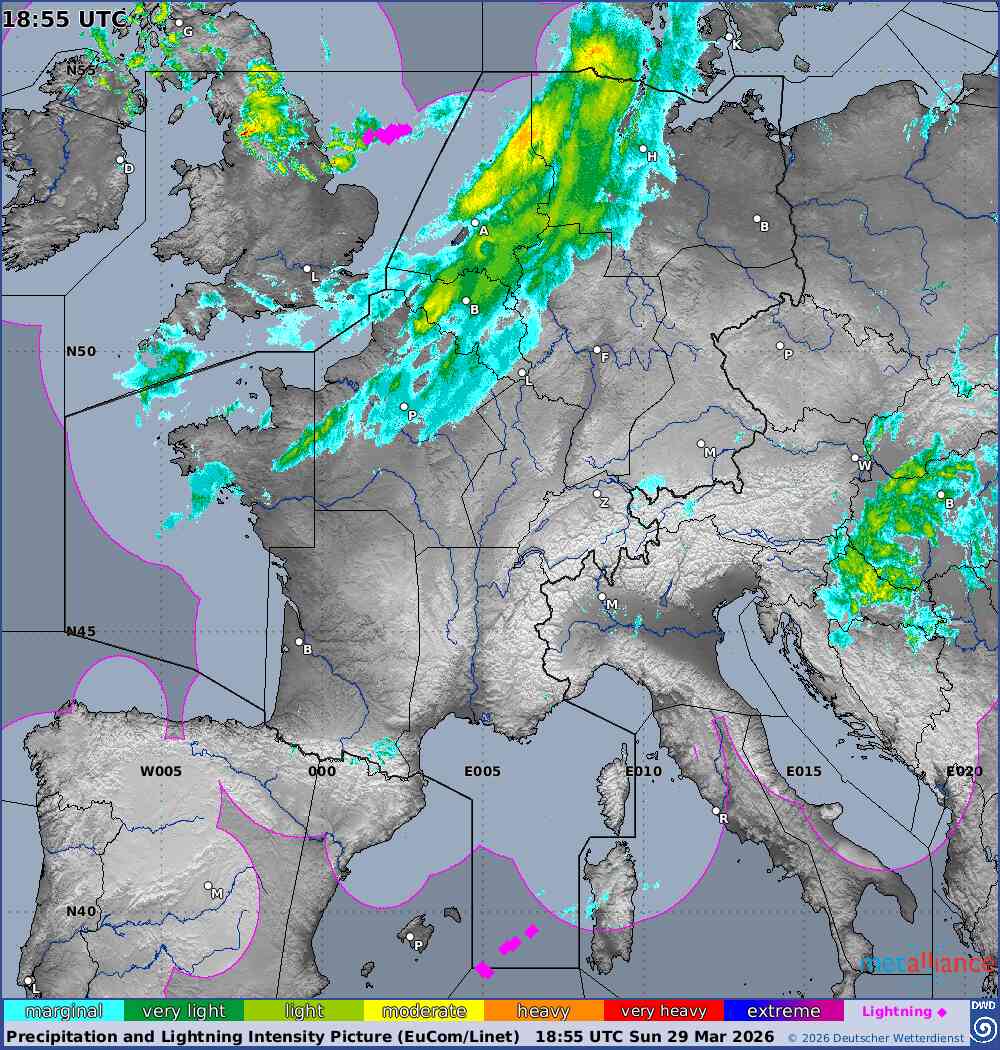 18:55 UTC
G
K
N55
D
H
A
B
L
B
N50
F
P
L
P
M
W
B
Z
M
N45
B
W005
000
E005
E010
E015
E020
R
M
N40
P
L
metalliance
marginal very light light moderate heavy very heavy extreme Lightning ◆
DWD
Precipitation and Lightning Intensity Picture (EuCom/Linet) 18:55 UTC Sun 29 Mar 2026 © 2026 Deutscher Wetterdienst